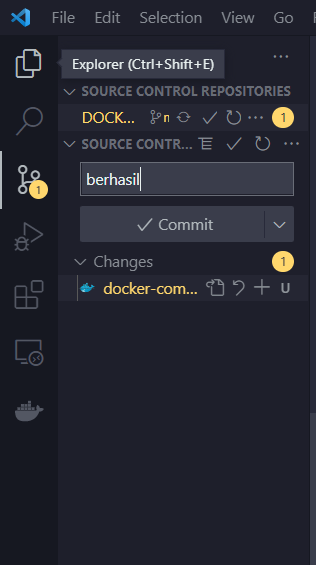 File Edit Selection View Go
Explorer (Ctrl+Shift+E)
SOURCE CONTROL REPOSITORIES
DOCK... 1
SOURCE CONTR...
1
berhasil
Commit
Changes 1
docker-com... U